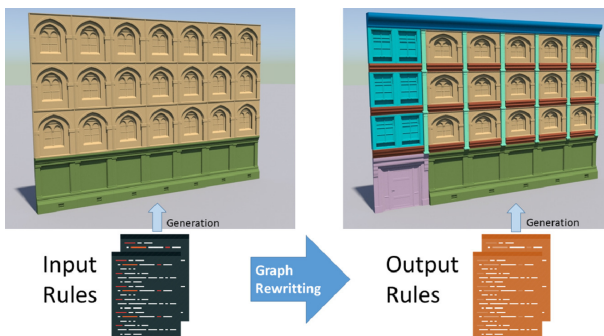 Generation
Generation
Input
Rules
Graph
Rewritting
Output
Rules